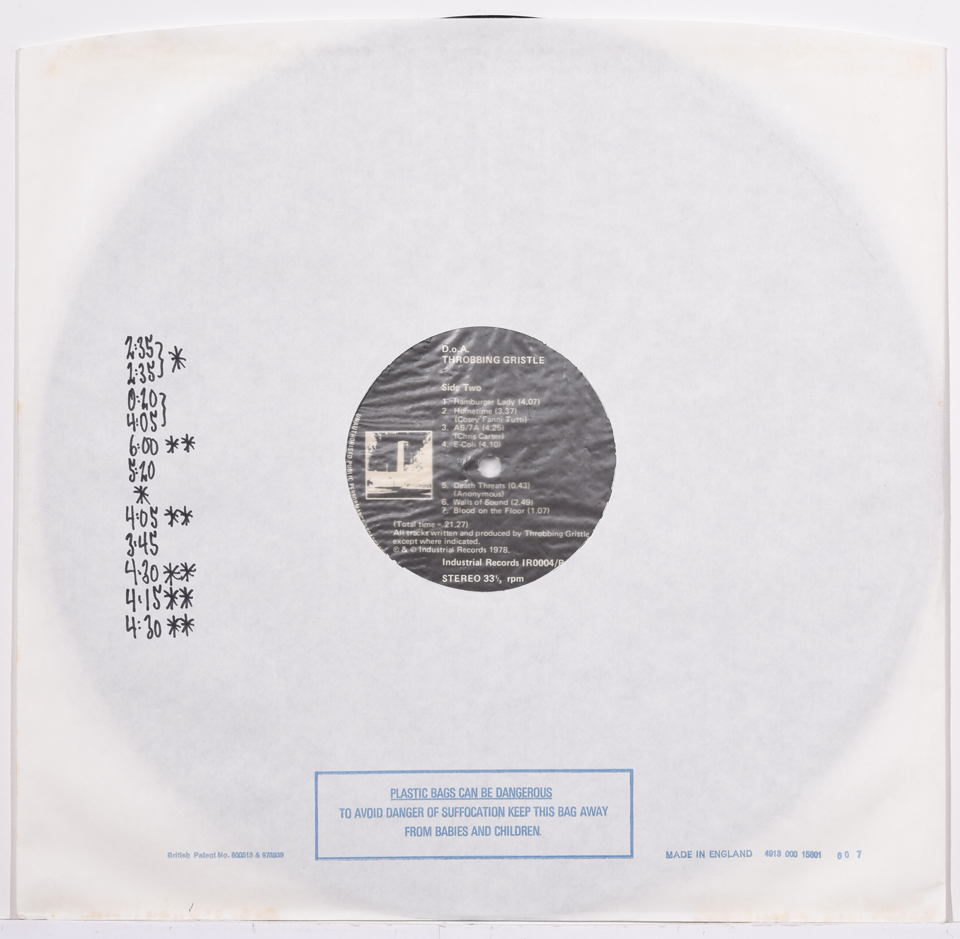 2:35
2:35 *
0:20
4:05
6:00 **
5:20
*
4:05 **
3:45
4:30 **
4:15 **
4:30 **
D.o.A.
THROBBING GRISTLE
Side Two
1. Hamburger Lady (4.07)
2. Hometime (3.37)
(Cosey Fanni Tutti)
3. AB/7A (4.25)
(Chris Carter)
4. E-Coli (4.10)
5. Death Threats (0.43)
(Anonymous)
6. Walls of Sound (2.49)
7. Blood on the Floor (1.07)
(Total time – 21.27)
All tracks written and produced by Throbbing Gristle
except where indicated.
℗ & © Industrial Records 1978.
Industrial Records IR0004/B
STEREO 33⅓ rpm
UNAUTHORISED PUBLIC
PLASTIC BAGS CAN BE DANGEROUS
TO AVOID DANGER OF SUFFOCATION KEEP THIS BAG AWAY
FROM BABIES AND CHILDREN.
British Patent No.
MADE IN ENGLAND 4913 000 15601 60 7